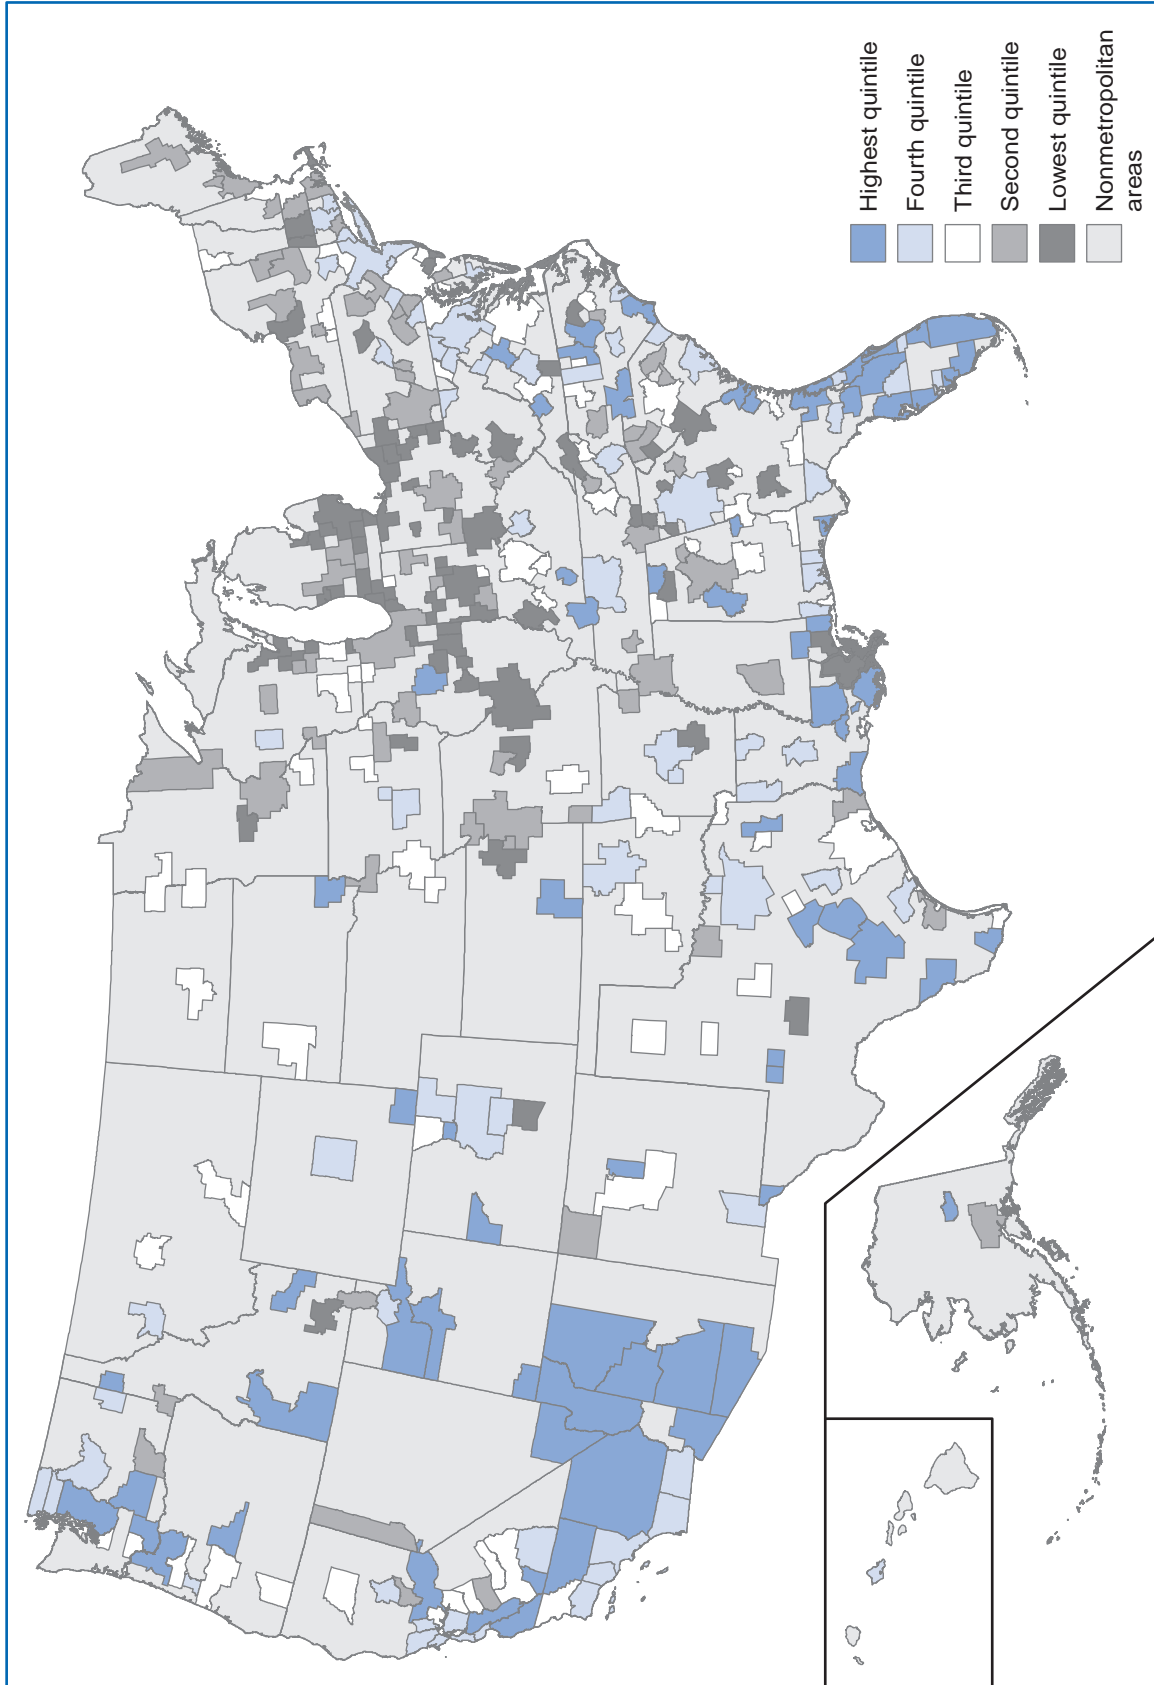 Highest quintile
Fourth quintile
Third quintile
Second quintile
Lowest quintile
Nonmetropolitan
areas